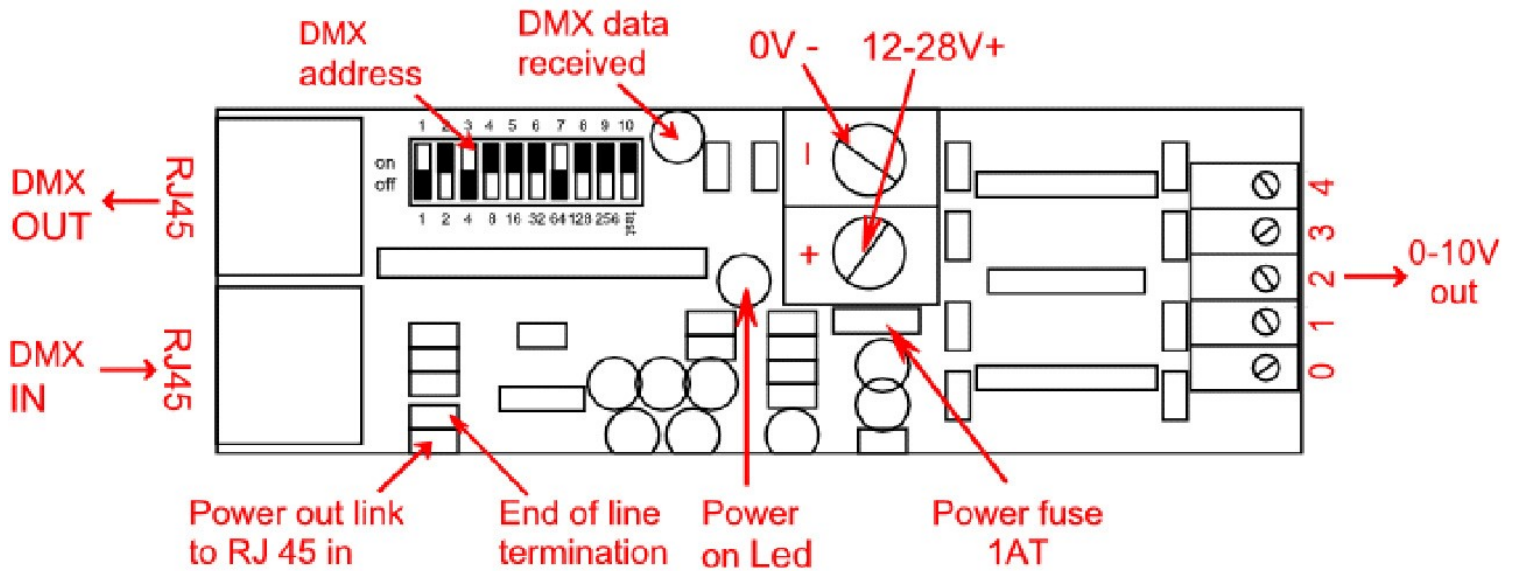 DMX
address
DMX data
received
0V -
12-28V+
1 2 3 4 5 6 7 8 9 10
on
off
1 2 4 8 16 32 64 128 256 test
DMX
OUT
RJ45
DMX
IN
RJ45
-
+
4
3
2
1
0
0-10V
out
Power out link
to RJ 45 in
End of line
termination
Power
on Led
Power fuse
1AT